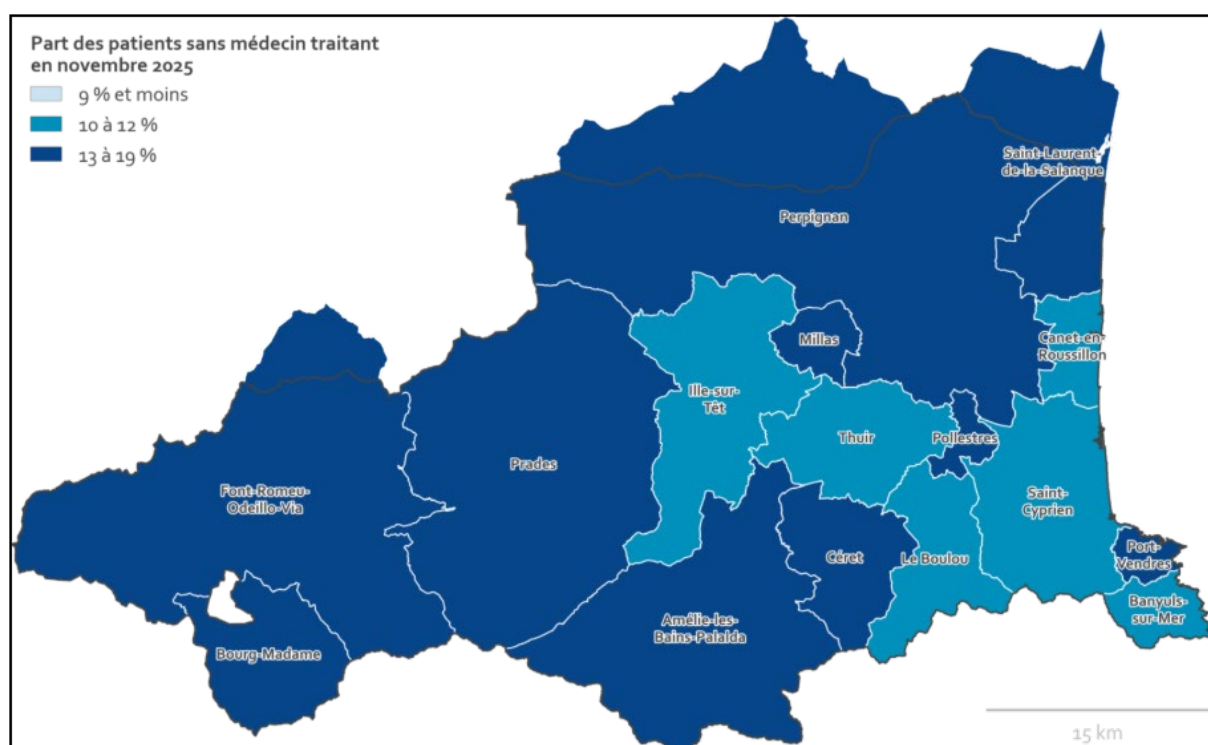 Part des patients sans médecin traitant
en novembre 2025
9 % et moins
10 à 12 %
13 à 19 %
Saint-Laurent-
de-la-Salanque
Perpignan
Millas
Canet-en-
Roussillon
Ille-sur-
Têt
Thuir
Pollestres
Prades
Font-Romeu-
Odeillo-Via
Saint-
Cyprien
Céret
Le Boulou
Port-
Vendres
Amélie-les-
Bains-Palalda
Banyuls-
sur-Mer
Bourg-Madame
15 km